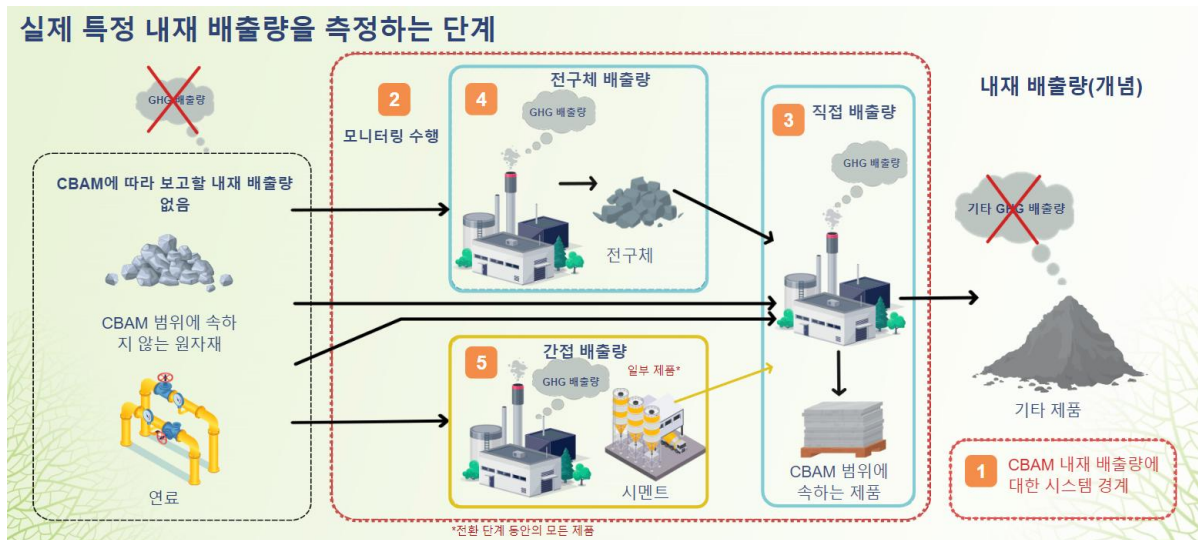 실제 특정 내재 배출량을 측정하는 단계
GHG 배출량
CBAM에 따라 보고할 내재 배출량
없음
CBAM 범위에 속하
지 않는 원자재
연료
2
모니터링 수행
4
전구체 배출량
GHG 배출량
전구체
5
간접 배출량
GHG 배출량
일부 제품*
시멘트
3
직접 배출량
GHG 배출량
CBAM 범위에
속하는 제품
*전환 단계 동안의 모든 제품
내재 배출량(개념)
기타 GHG 배출량
기타 제품
1
CBAM 내재 배출량에
대한 시스템 경계